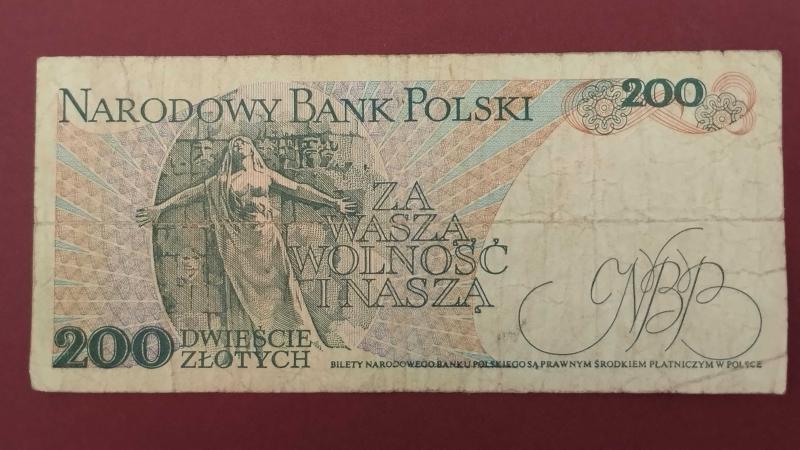 NARODOWY BANK POLSKI
200
ZA
WASZĄ
WOLNOŚĆ
I NASZĄ
NBP
200 DWIEŚCIE
ZŁOTYCH
BILETY NARODOWEGO BANKU POLSKIEGO SĄ PRAWNYM ŚRODKIEM PŁATNICZYM W POLSCE